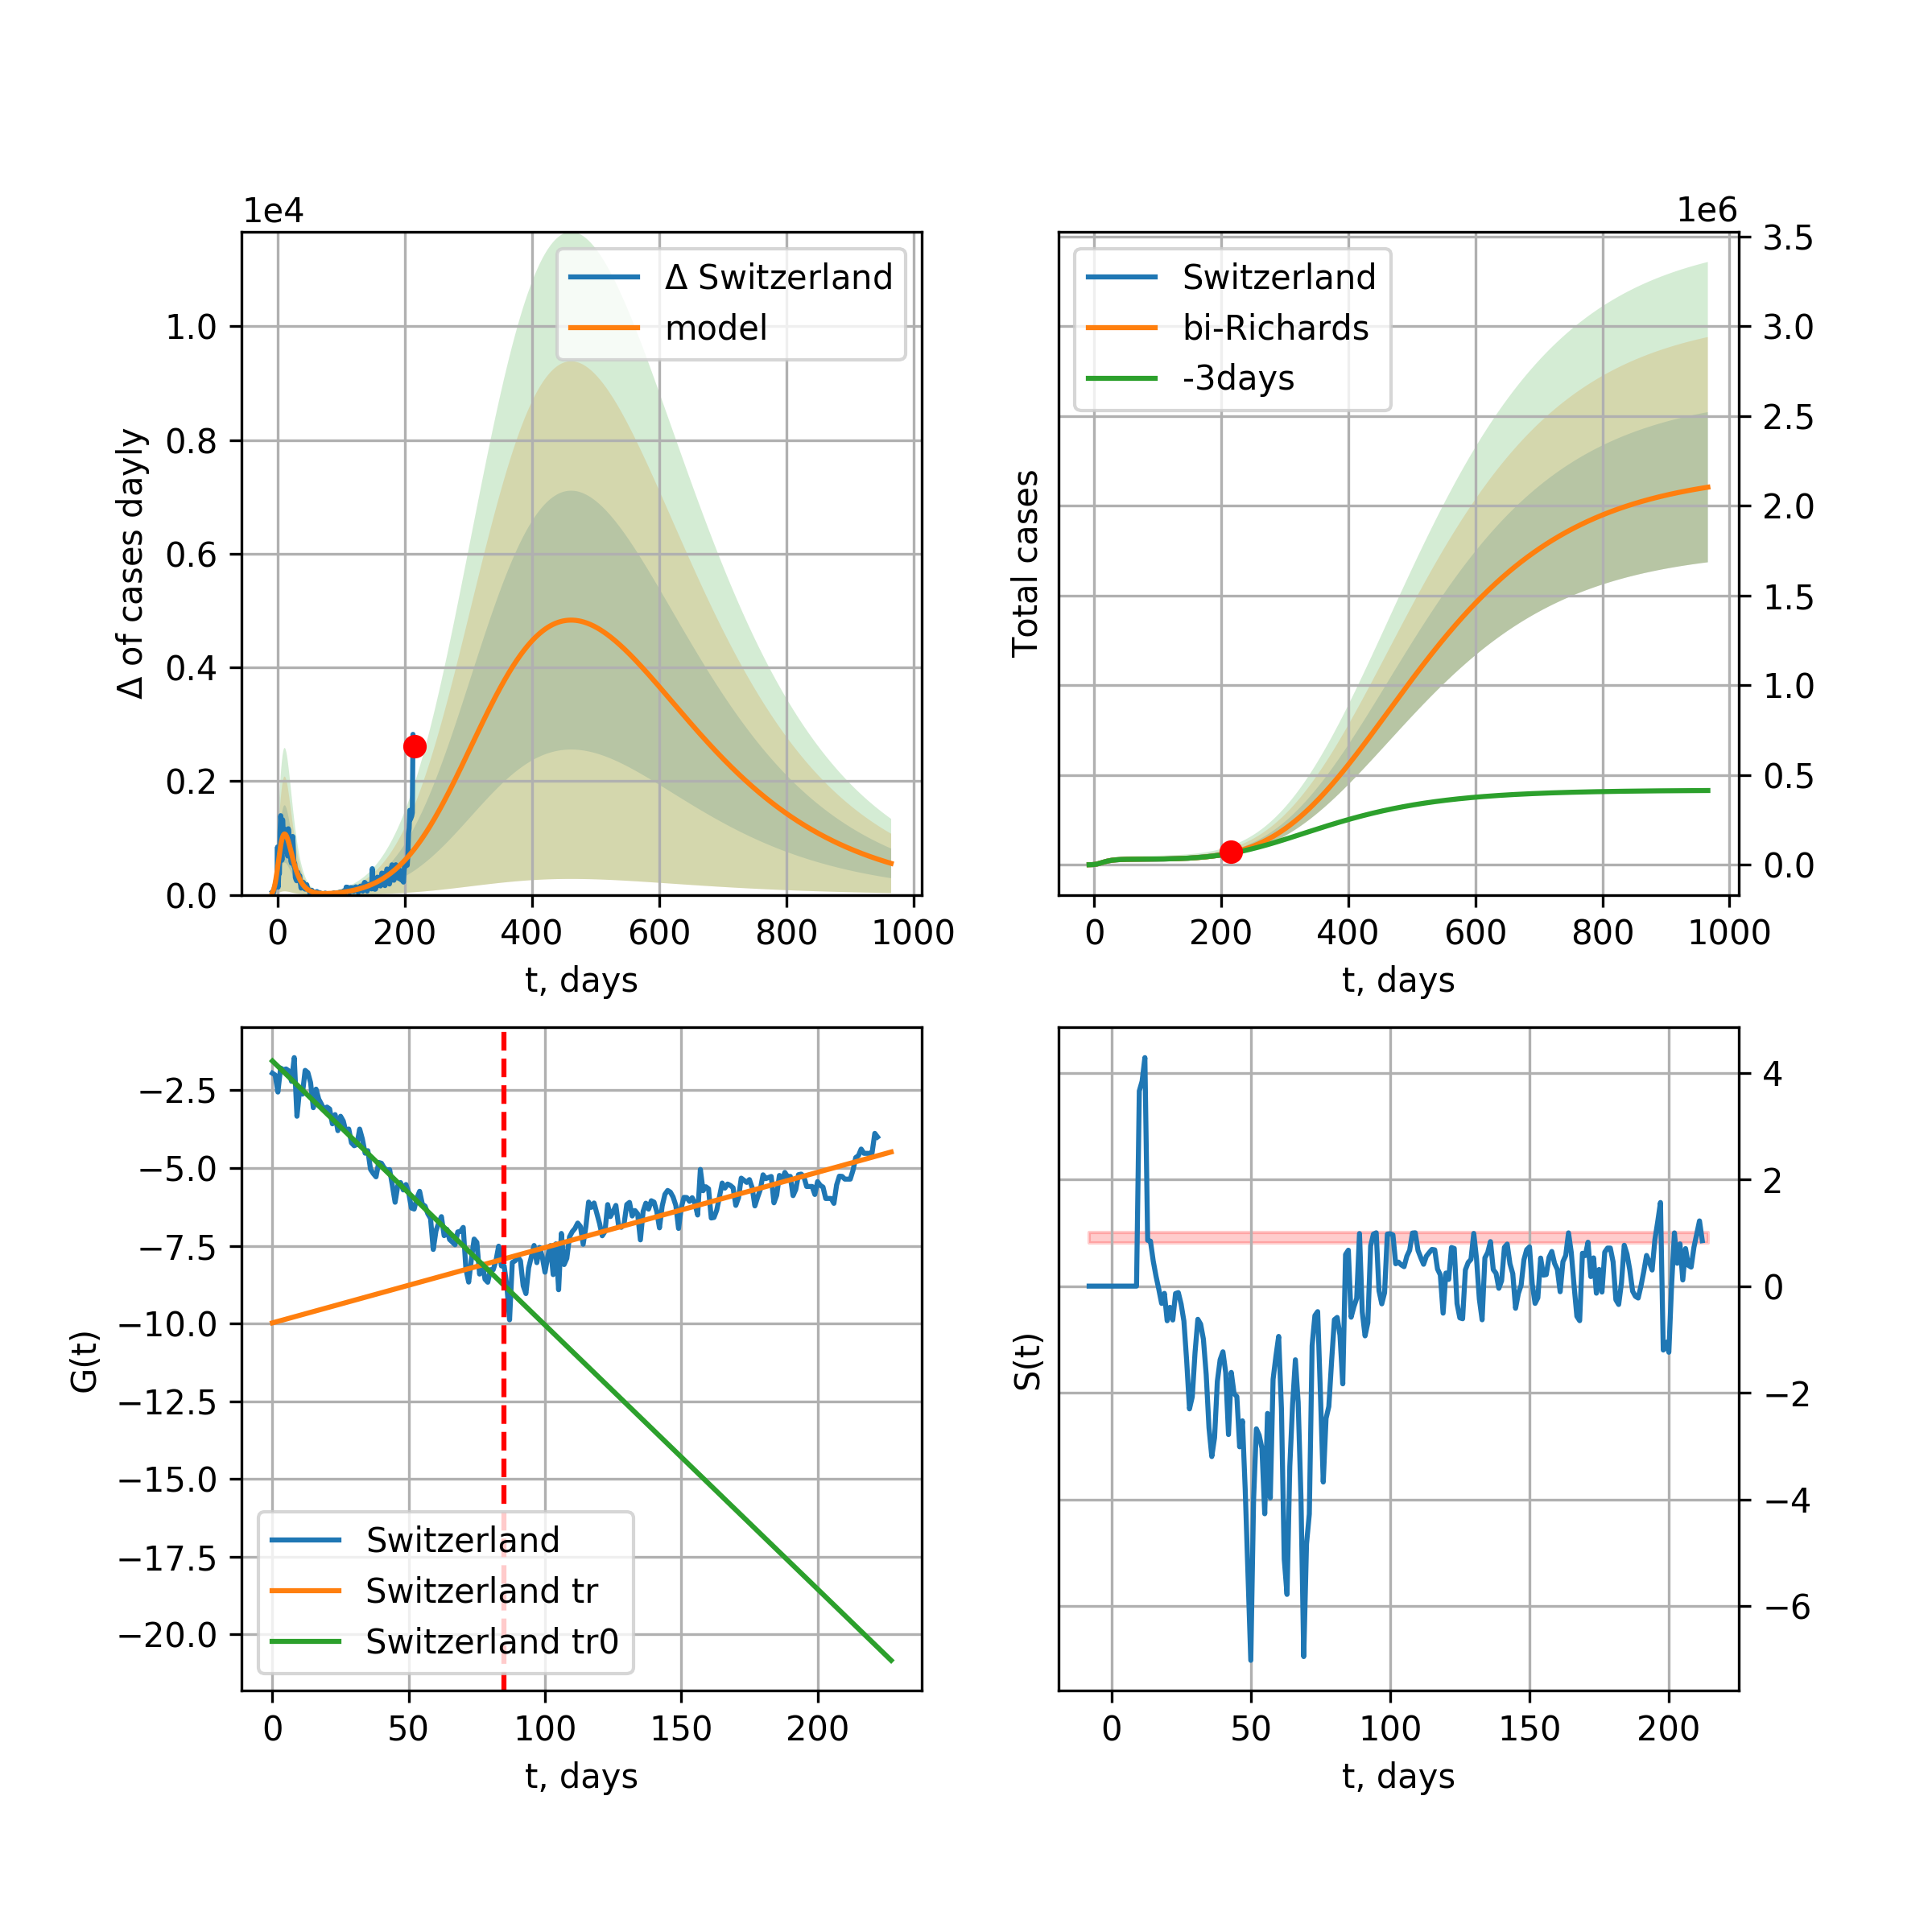 1e4
Δ Switzerland
model
1.0
0.8
0.6
0.4
0.2
0.0
Δ of cases dayly
0 200 400 600 800 1000
t, days
1e6
Switzerland
bi-Richards
-3days
3.5
3.0
2.5
2.0
1.5
1.0
0.5
0.0
Total cases
0 200 400 600 800 1000
t, days
−2.5
−5.0
−7.5
−10.0
−12.5
−15.0
−17.5
−20.0
G(t)
Switzerland
Switzerland tr
Switzerland tr0
0 50 100 150 200
t, days
4
2
0
−2
−4
−6
S(t)
0 50 100 150 200
t, days